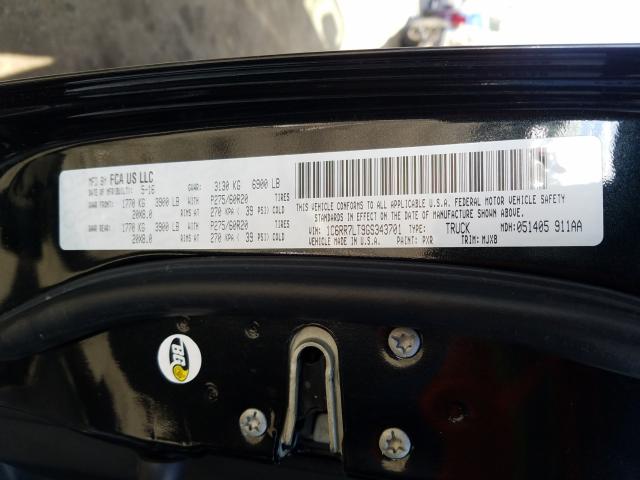 MFD BY FCA US LLC
DATE OF MFR(BUILT): 5-16 GVWR: 3130 KG 6900 LB
GAWR FRONT: 1770 KG 3900 LB P275/60R20 TIRES
20X8.0 RIMS AT 270 KPA ( 39 PSI) COLD
GAWR REAR: 1770 KG 3900 LB P275/60R20 TIRES
20X8.0 RIMS AT 270 KPA ( 39 PSI) COLD
THIS VEHICLE CONFORMS TO ALL APPLICABLE U.S.A. FEDERAL MOTOR VEHICLE SAFETY
STANDARDS IN EFFECT ON THE DATE OF MANUFACTURE SHOWN ABOVE.
VIN: 1C6RR7LT9GS343701 TYPE: TRUCK MDH: 051405 911AA
VEHICLE MADE IN: U.S.A. PAINT: PXR TRIM: MJX8
BG